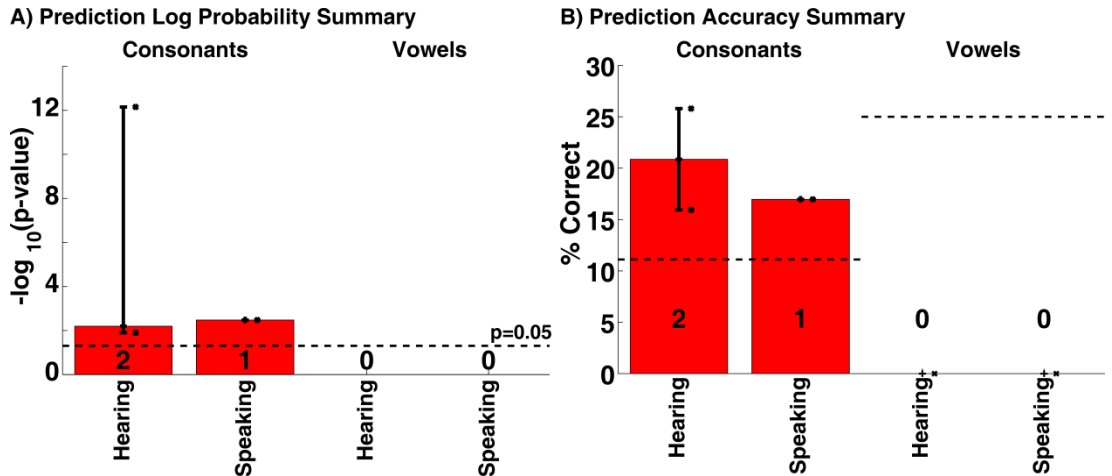 A) Prediction Log Probability Summary
Consonants Vowels
-log 10(p-value)
12
8
4
0
p=0.05
2 1 0 0
Hearing Speaking Hearing Speaking
B) Prediction Accuracy Summary
Consonants Vowels
% Correct
30
25
20
15
10
5
0
2 1 0 0
Hearing Speaking Hearing Speaking